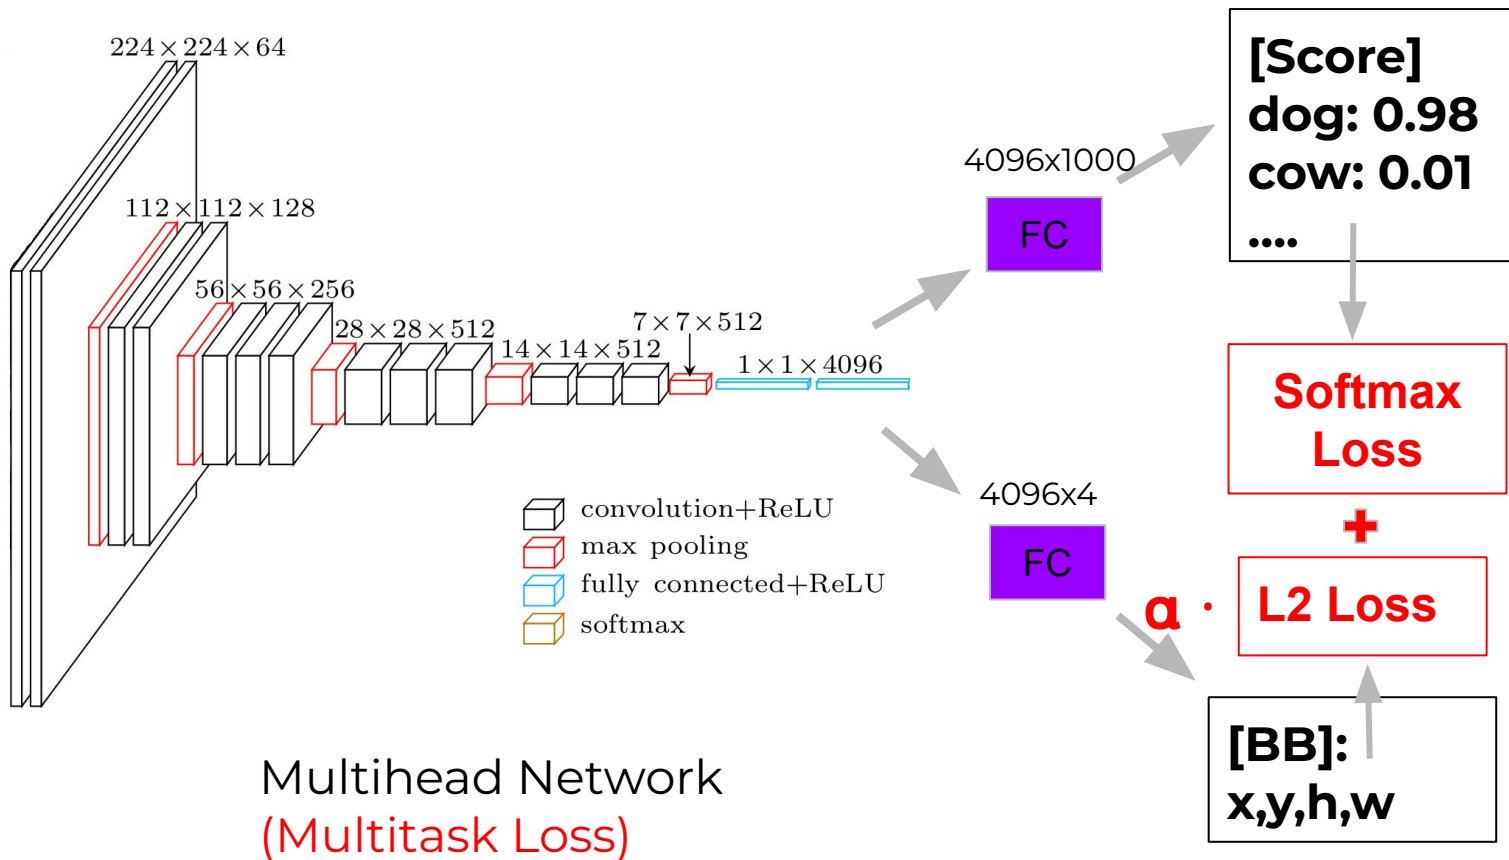 224×224×64
112×112×128
56×56×256
28×28×512
14×14×512
7×7×512
1×1×4096
convolution+ReLU
max pooling
fully connected+ReLU
softmax
4096x1000
FC
4096x4
FC
[Score]
dog: 0.98
cow: 0.01
....
Softmax
Loss
+
α · L2 Loss
[BB]:
x,y,h,w
Multihead Network
(Multitask Loss)